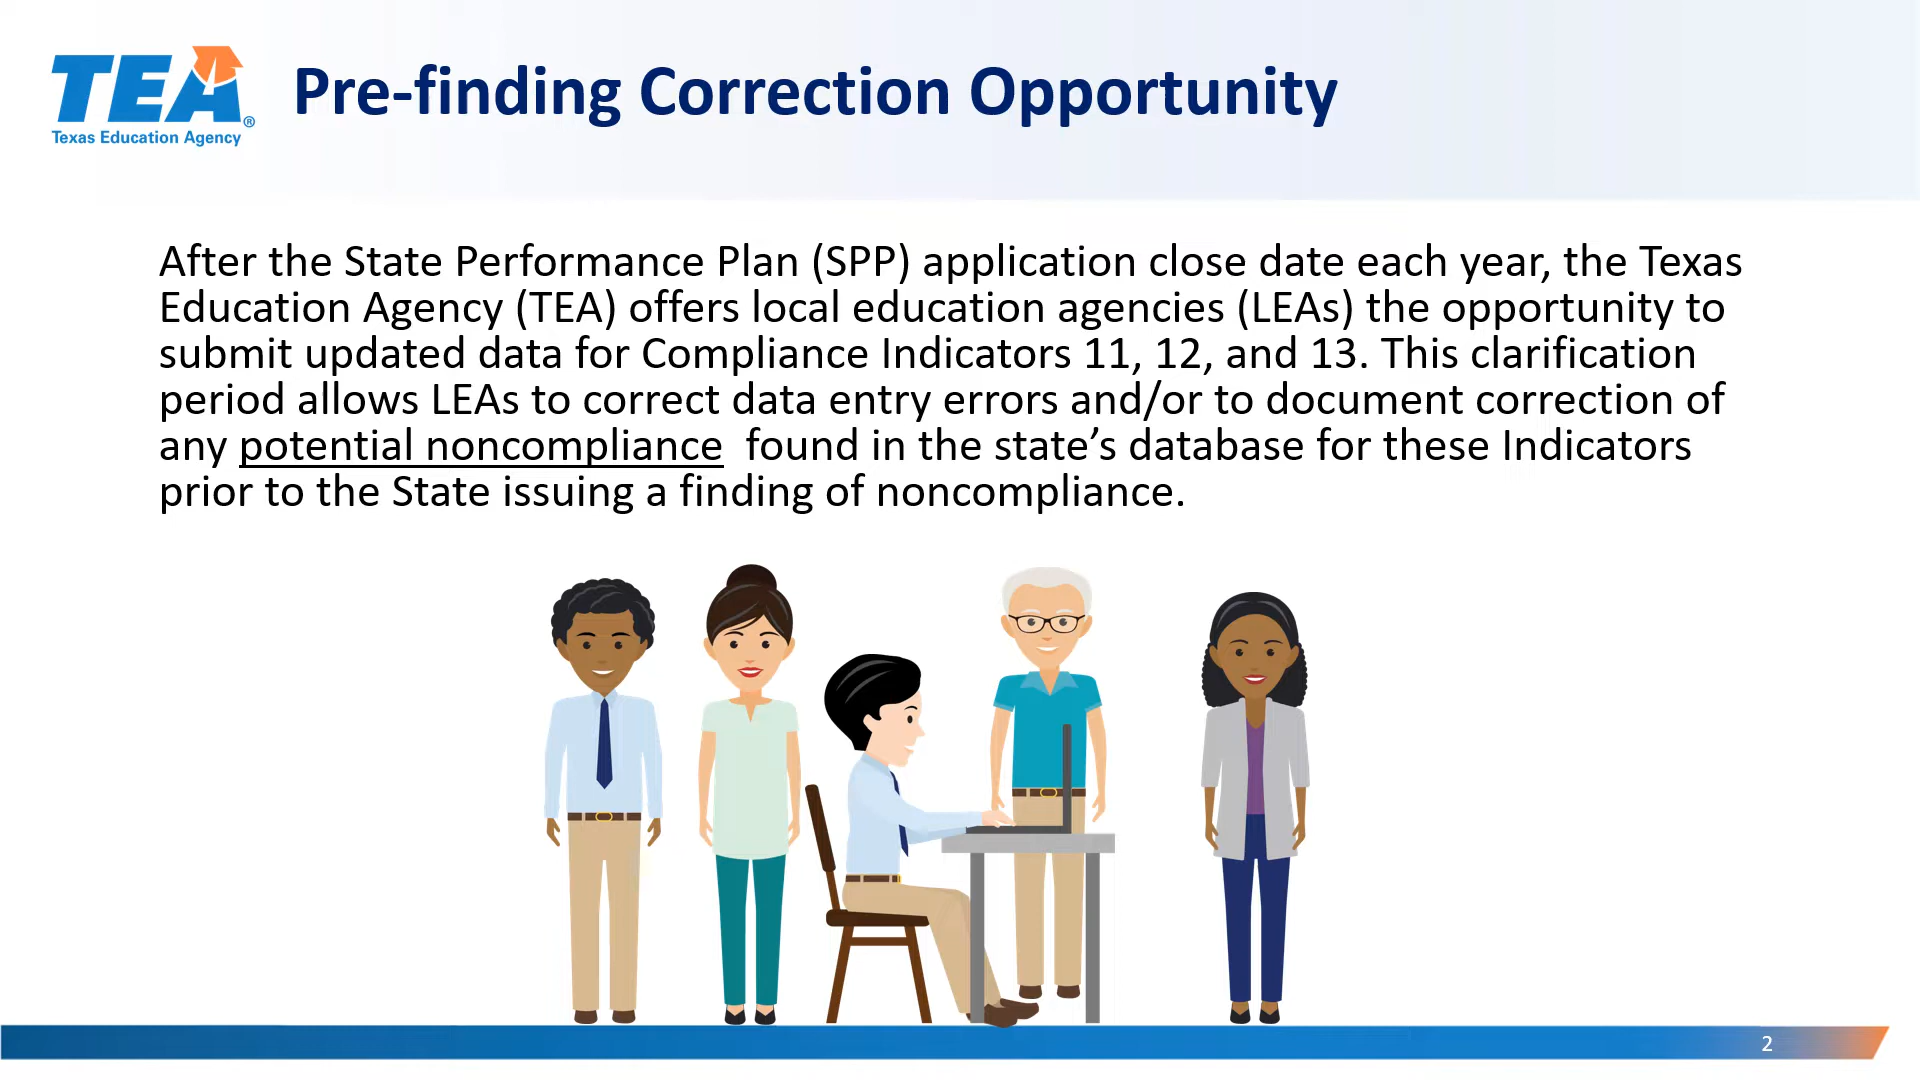 TEA®
Texas Education Agency
Pre-finding Correction Opportunity
After the State Performance Plan (SPP) application close date each year, the Texas
Education Agency (TEA) offers local education agencies (LEAs) the opportunity to
submit updated data for Compliance Indicators 11, 12, and 13. This clarification
period allows LEAs to correct data entry errors and/or to document correction of
any potential noncompliance  found in the state’s database for these Indicators
prior to the State issuing a finding of noncompliance.
2